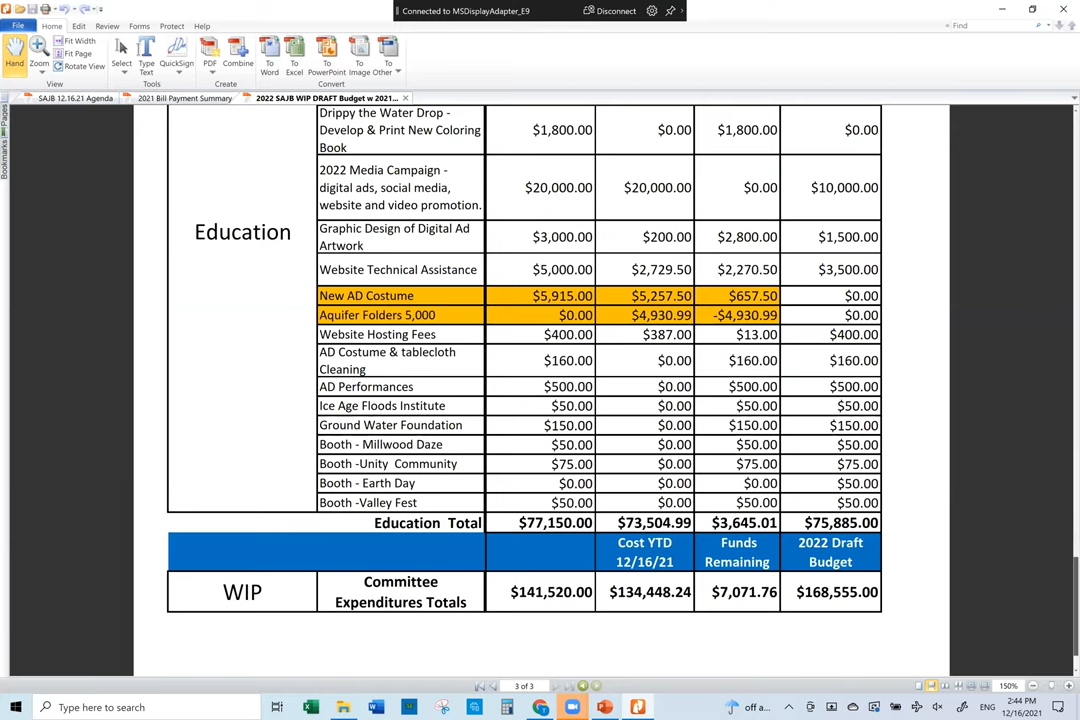 Connected to MSDisplayAdapter_E9 Disconnect
File Home Edit Review Forms Protect Help Find
Hand Zoom Fit Width Fit Page Rotate View Select Type Text QuickSign PDF Combine To Word To Excel To PowerPoint To Image To Other
View Tools Create Convert
SAJB 12.16.21 Agenda 2021 Bill Payment Summary 2022 SAJB WIP DRAFT Budget w 2021...
Pages
Bookmarks
Education
Drippy the Water Drop -
Develop & Print New Coloring
Book
$1,800.00 $0.00 $1,800.00 $0.00
2022 Media Campaign -
digital ads, social media,
website and video promotion.
$20,000.00 $20,000.00 $0.00 $10,000.00
Graphic Design of Digital Ad
Artwork
$3,000.00 $200.00 $2,800.00 $1,500.00
Website Technical Assistance $5,000.00 $2,729.50 $2,270.50 $3,500.00
New AD Costume $5,915.00 $5,257.50 $657.50 $0.00
Aquifer Folders 5,000 $0.00 $4,930.99 -$4,930.99 $0.00
Website Hosting Fees $400.00 $387.00 $13.00 $400.00
AD Costume & tablecloth
Cleaning
$160.00 $0.00 $160.00 $160.00
AD Performances $500.00 $0.00 $500.00 $500.00
Ice Age Floods Institute $50.00 $0.00 $50.00 $50.00
Ground Water Foundation $150.00 $0.00 $150.00 $150.00
Booth - Millwood Daze $50.00 $0.00 $50.00 $50.00
Booth -Unity Community $75.00 $0.00 $75.00 $75.00
Booth - Earth Day $0.00 $0.00 $0.00 $50.00
Booth -Valley Fest $50.00 $0.00 $50.00 $50.00
Education Total $77,150.00 $73,504.99 $3,645.01 $75,885.00
Cost YTD Funds 2022 Draft
12/16/21 Remaining Budget
WIP
Committee
Expenditures Totals
$141,520.00 $134,448.24 $7,071.76 $168,555.00
3 of 3 150%
Type here to search off a... ENG 2:44 PM
12/16/2021